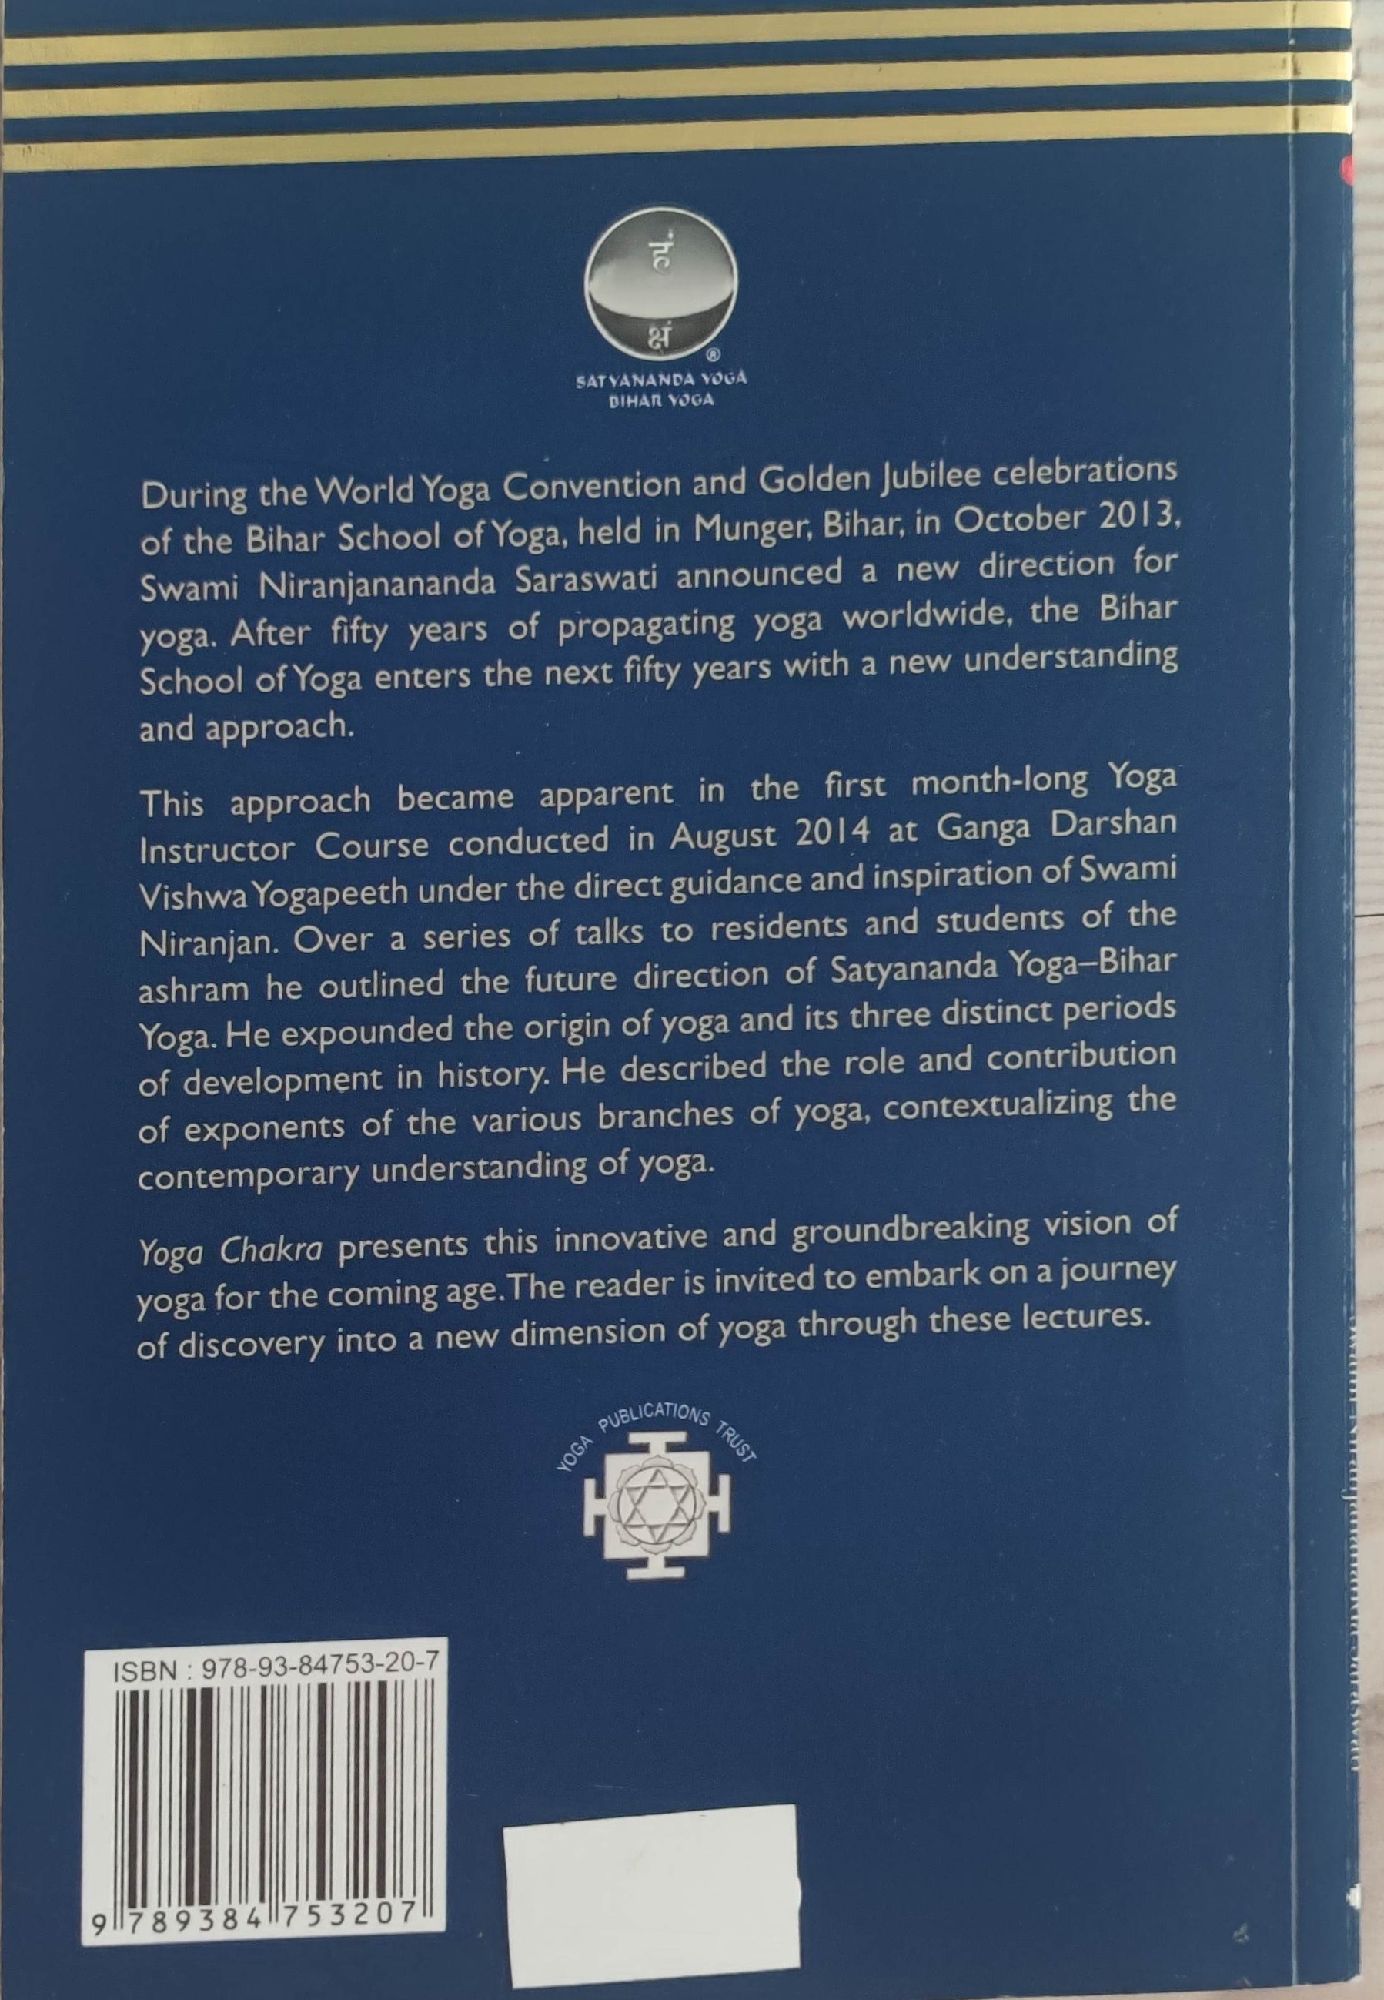 हं
क्षं
®
SATYANANDA YOGA
BIHAR YOGA
During the World Yoga Convention and Golden Jubilee celebrations
of the Bihar School of Yoga, held in Munger, Bihar, in October 2013,
Swami Niranjanananda Saraswati announced a new direction for
yoga. After fifty years of propagating yoga worldwide, the Bihar
School of Yoga enters the next fifty years with a new understanding
and approach.
This approach became apparent in the first month-long Yoga
Instructor Course conducted in August 2014 at Ganga Darshan
Vishwa Yogapeeth under the direct guidance and inspiration of Swami
Niranjan. Over a series of talks to residents and students of the
ashram he outlined the future direction of Satyananda Yoga–Bihar
Yoga. He expounded the origin of yoga and its three distinct periods
of development in history. He described the role and contribution
of exponents of the various branches of yoga, contextualizing the
contemporary understanding of yoga.
Yoga Chakra presents this innovative and groundbreaking vision of
yoga for the coming age. The reader is invited to embark on a journey
of discovery into a new dimension of yoga through these lectures.
YOGA PUBLICATIONS TRUST
ISBN : 978-93-84753-20-7
9 789384 753207